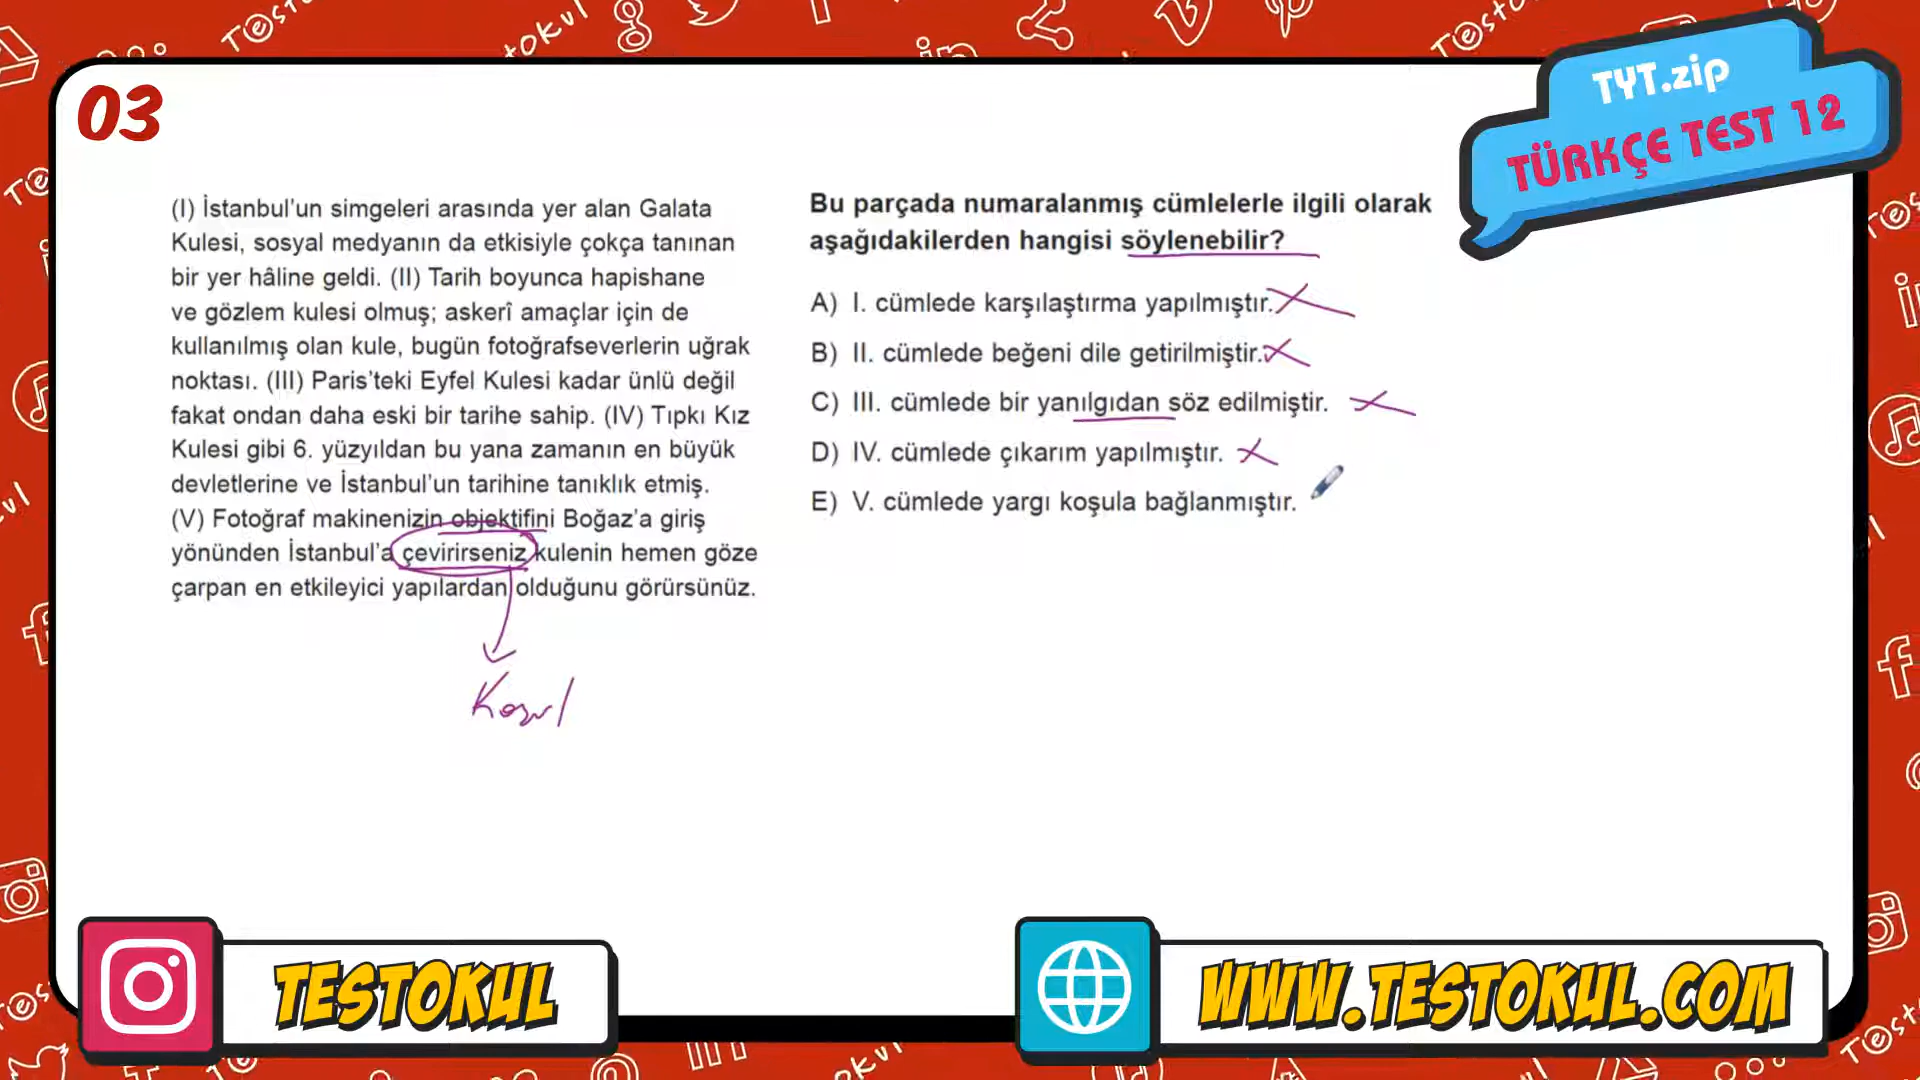 03
TYT.zip
TÜRKÇE TEST 12
(I) İstanbul’un simgeleri arasında yer alan Galata
Kulesi, sosyal medyanın da etkisiyle çokça tanınan
bir yer hâline geldi. (II) Tarih boyunca hapishane
ve gözlem kulesi olmuş; askerî amaçlar için de
kullanılmış olan kule, bugün fotoğrafseverlerin uğrak
noktası. (III) Paris’teki Eyfel Kulesi kadar ünlü değil
fakat ondan daha eski bir tarihe sahip. (IV) Tıpkı Kız
Kulesi gibi 6. yüzyıldan bu yana zamanın en büyük
devletlerine ve İstanbul’un tarihine tanıklık etmiş.
(V) Fotoğraf makinenizin objektifini Boğaz’a giriş
yönünden İstanbul’a çevirirseniz kulenin hemen göze
çarpan en etkileyici yapılardan olduğunu görürsünüz.
Koşul
Bu parçada numaralanmış cümlelerle ilgili olarak
aşağıdakilerden hangisi söylenebilir?
A) I. cümlede karşılaştırma yapılmıştır.
B) II. cümlede beğeni dile getirilmiştir.
C) III. cümlede bir yanılgıdan söz edilmiştir.
D) IV. cümlede çıkarım yapılmıştır.
E) V. cümlede yargı koşula bağlanmıştır.
TESTOKUL
WWW.TESTOKUL.COM